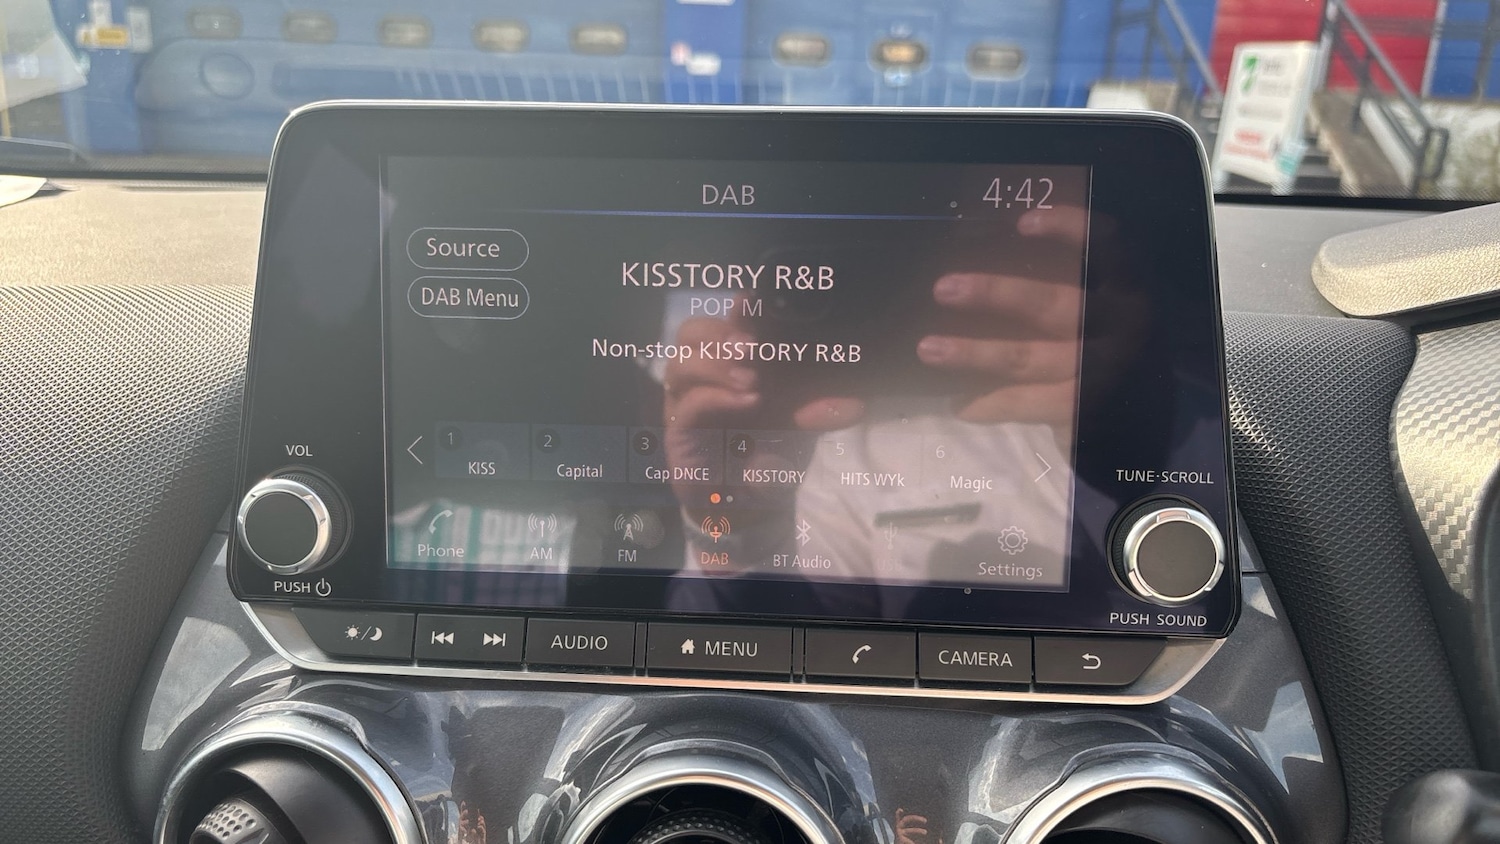 DAB
4:42
Source
DAB Menu
KISSTORY R&B
POP M
Non-stop KISSTORY R&B
1 KISS
2 Capital
3 Cap DNCE
4 KISSTORY
5 HITS WYk
6 Magic
Phone
AM
FM
DAB
BT Audio
Settings
VOL
PUSH
TUNE·SCROLL
PUSH SOUND
AUDIO
MENU
CAMERA